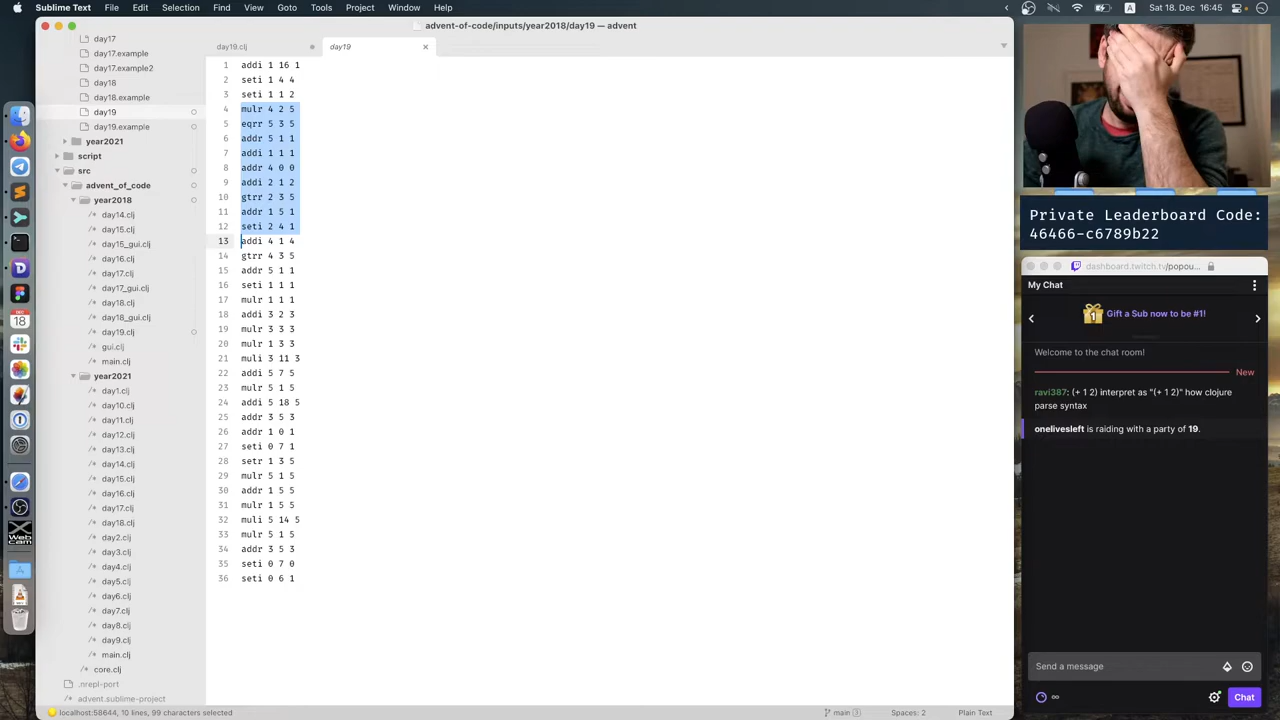 Sublime Text File Edit Selection Find View Goto Tools Project Window Help
A Sat 18. Dec 16:45
advent-of-code/inputs/year2018/day19 — advent
day17
day17.example
day17.example2
day18
day18.example
day19
day19.example
year2021
script
src
advent_of_code
year2018
day14.clj
day15.clj
day15_gui.clj
day16.clj
day17.clj
day17_gui.clj
day18.clj
day18_gui.clj
day19.clj
gui.clj
main.clj
year2021
day1.clj
day10.clj
day11.clj
day12.clj
day13.clj
day14.clj
day15.clj
day16.clj
day17.clj
day18.clj
day2.clj
day3.clj
day4.clj
day5.clj
day6.clj
day7.clj
day8.clj
day9.clj
main.clj
core.clj
.nrepl-port
advent.sublime-project
day19.clj
day19
1 addi 1 16 1
2 seti 1 4 4
3 seti 1 1 2
4 mulr 4 2 5
5 eqrr 5 3 5
6 addr 5 1 1
7 addi 1 1 1
8 addr 4 0 0
9 addi 2 1 2
10 gtrr 2 3 5
11 addr 1 5 1
12 seti 2 4 1
13 addi 4 1 4
14 gtrr 4 3 5
15 addr 5 1 1
16 seti 1 1 1
17 mulr 1 1 1
18 addi 3 2 3
19 mulr 3 3 3
20 mulr 1 3 3
21 muli 3 11 3
22 addi 5 7 5
23 mulr 5 1 5
24 addi 5 18 5
25 addr 3 5 3
26 addr 1 0 1
27 seti 0 7 1
28 setr 1 3 5
29 mulr 5 1 5
30 addr 1 5 5
31 mulr 1 5 5
32 muli 5 14 5
33 mulr 5 1 5
34 addr 3 5 3
35 seti 0 7 0
36 seti 0 6 1
localhost:58644, 10 lines, 99 characters selected
main 3
Spaces: 2
Plain Text
DEC
18
Web
Cam
Private Leaderboard Code:
46466-c6789b22
dashboard.twitch.tv/popou...
My Chat
1
Gift a Sub now to be #1!
Welcome to the chat room!
New
ravi387: (+ 1 2) interpret as "(+ 1 2)" how clojure
parse syntax
onelivesleft is raiding with a party of 19.
Send a message
∞
Chat